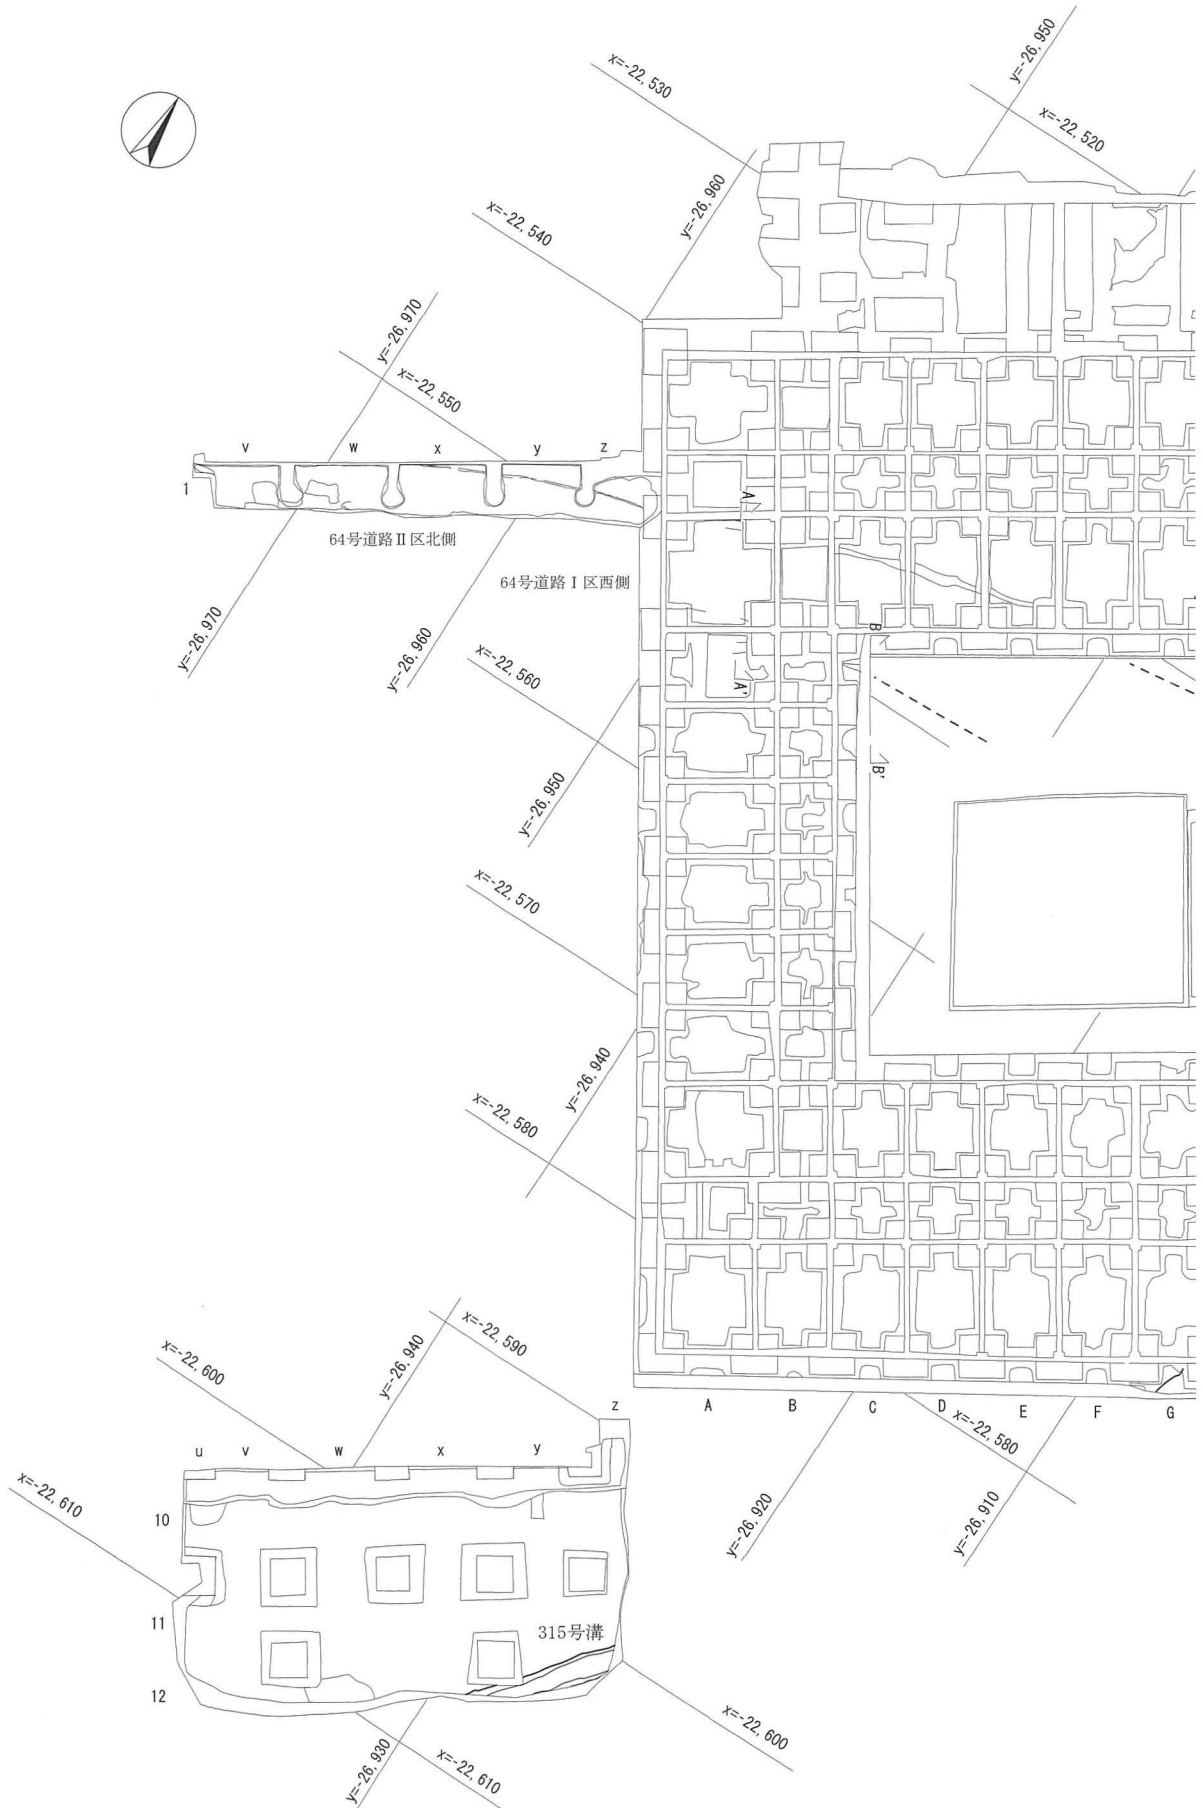 y=-26,950
x=-22,530
x=-22,520
y=-26,960
x=-22,540
y=-26,970
x=-22,550
v w x y z
1
A
64号道路Ⅱ区北側
64号道路Ⅰ区西側
y=-26,970
y=-26,960
B
x=-22,560
A'
B'
y=-26,950
x=-22,570
y=-26,940
x=-22,580
x=-22,590
y=-26,940
x=-22,600
z
A B C D E F G
x=-22,580
u v w x y
x=-22,610
10
y=-26,920
y=-26,910
11
315号溝
12
x=-22,600
y=-26,930
x=-22,610